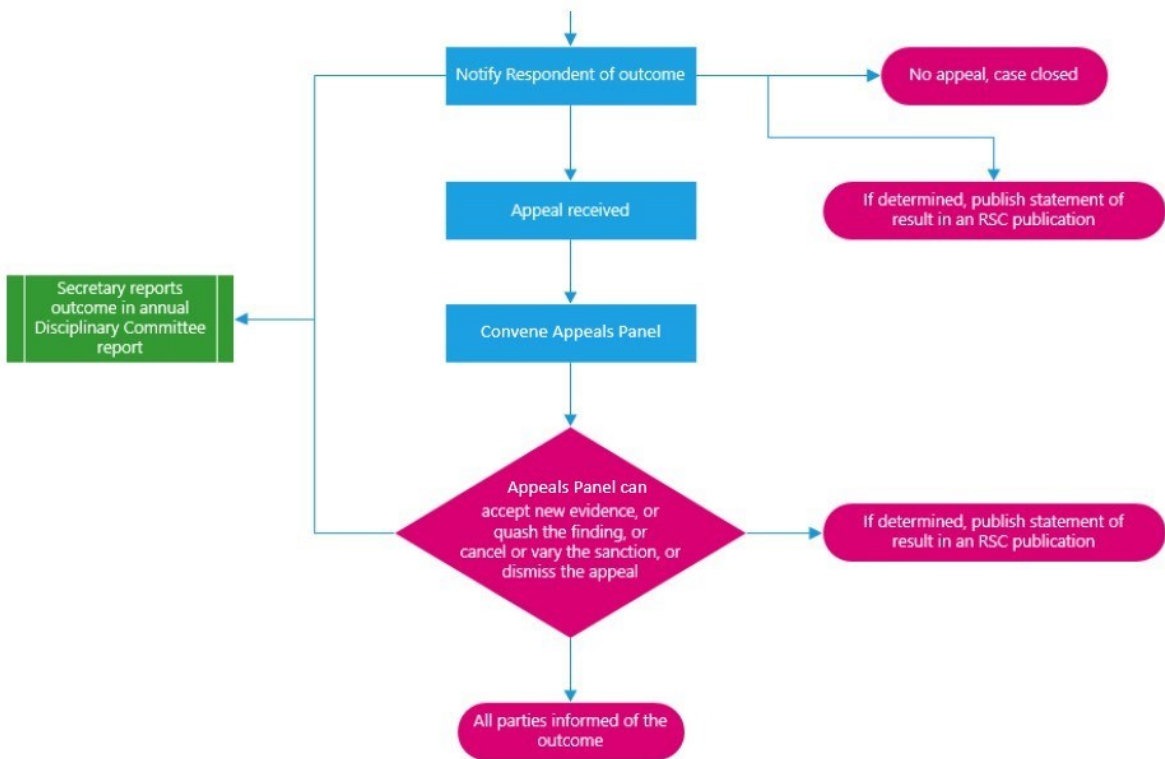 Notify Respondent of outcome
No appeal, case closed
Appeal received
If determined, publish statement of
result in an RSC publication
Secretary reports
outcome in annual
Disciplinary Committee
report
Convene Appeals Panel
Appeals Panel can
accept new evidence, or
quash the finding, or
cancel or vary the sanction, or
dismiss the appeal
If determined, publish statement of
result in an RSC publication
All parties informed of the
outcome